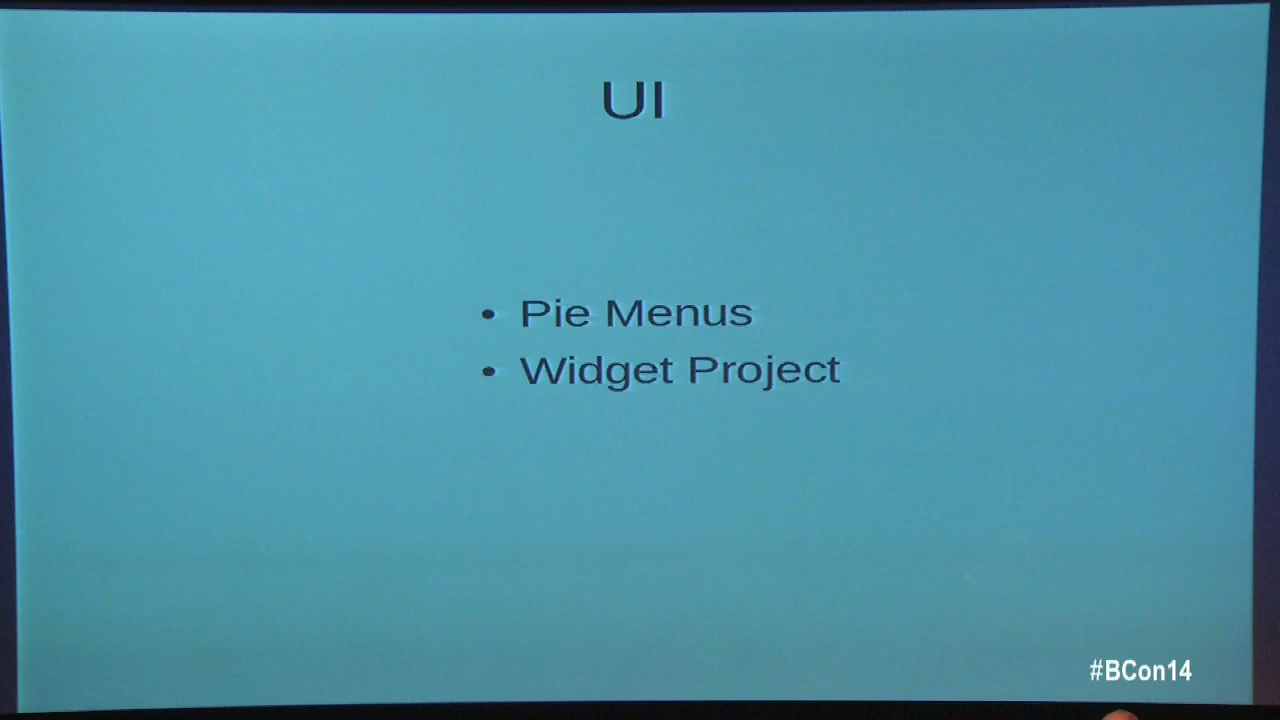 UI
• Pie Menus
• Widget Project
#BCon14